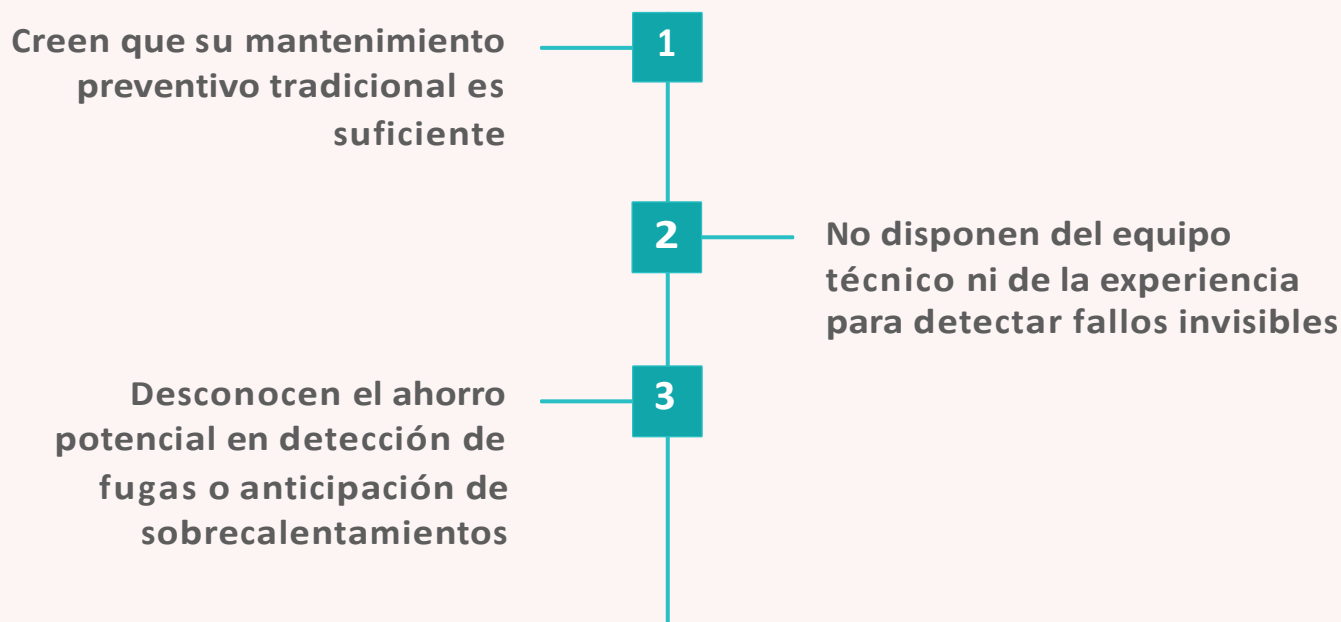 1
Creen que su mantenimiento
preventivo tradicional es
suficiente
2
No disponen del equipo
técnico ni de la experiencia
para detectar fallos invisibles
3
Desconocen el ahorro
potencial en detección de
fugas o anticipación de
sobrecalentamientos